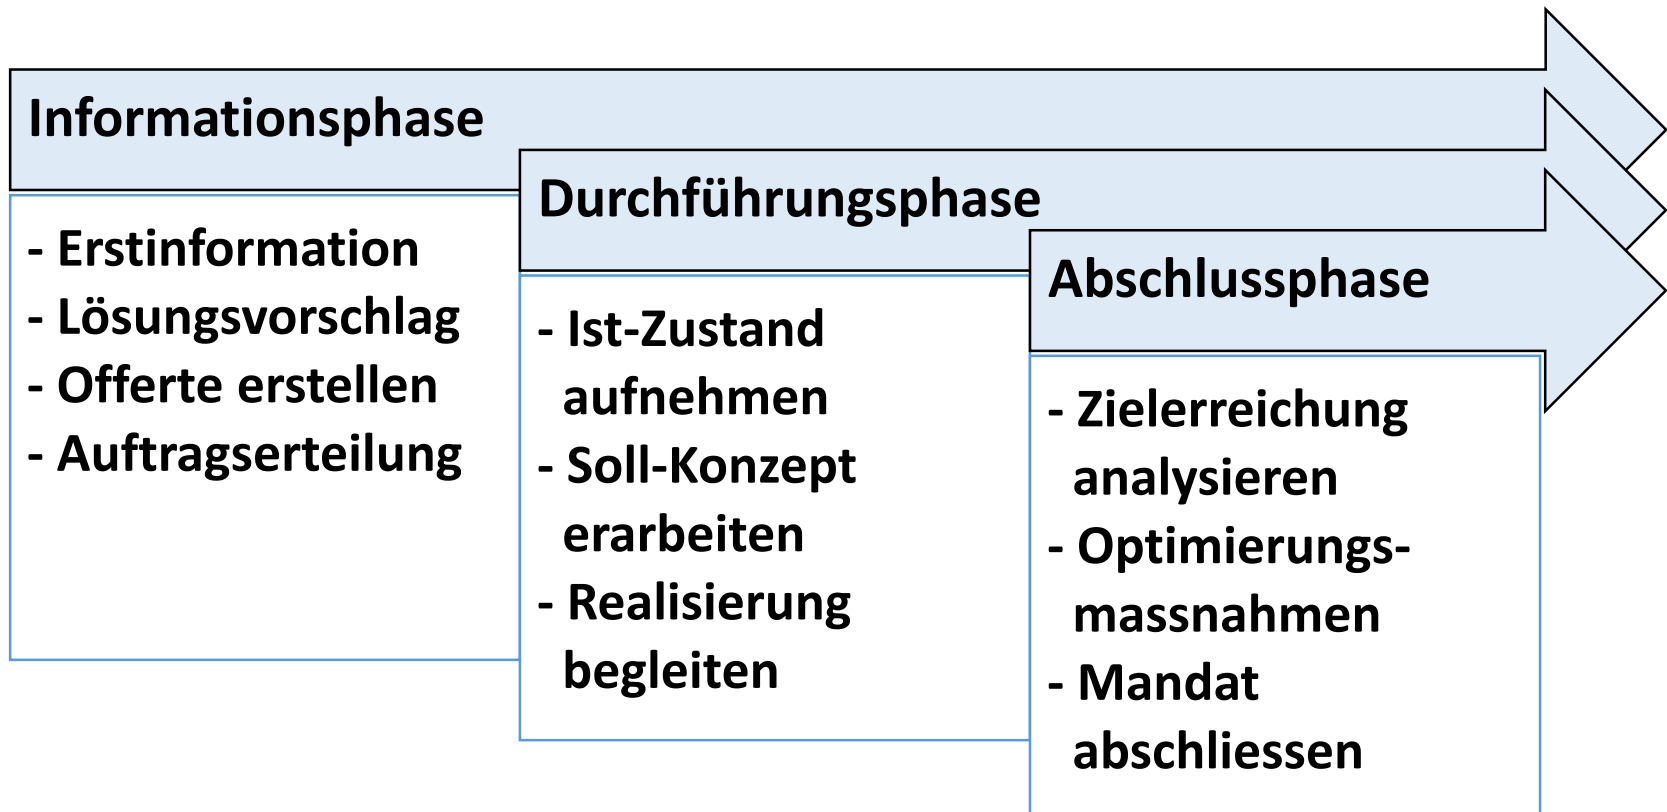 Informationsphase
- Erstinformation
- Lösungsvorschlag
- Offerte erstellen
- Auftragserteilung
Durchführungsphase
- Ist-Zustand
aufnehmen
- Soll-Konzept
erarbeiten
- Realisierung
begleiten
Abschlussphase
- Zielerreichung
analysieren
- Optimierungs-
massnahmen
- Mandat
abschliessen